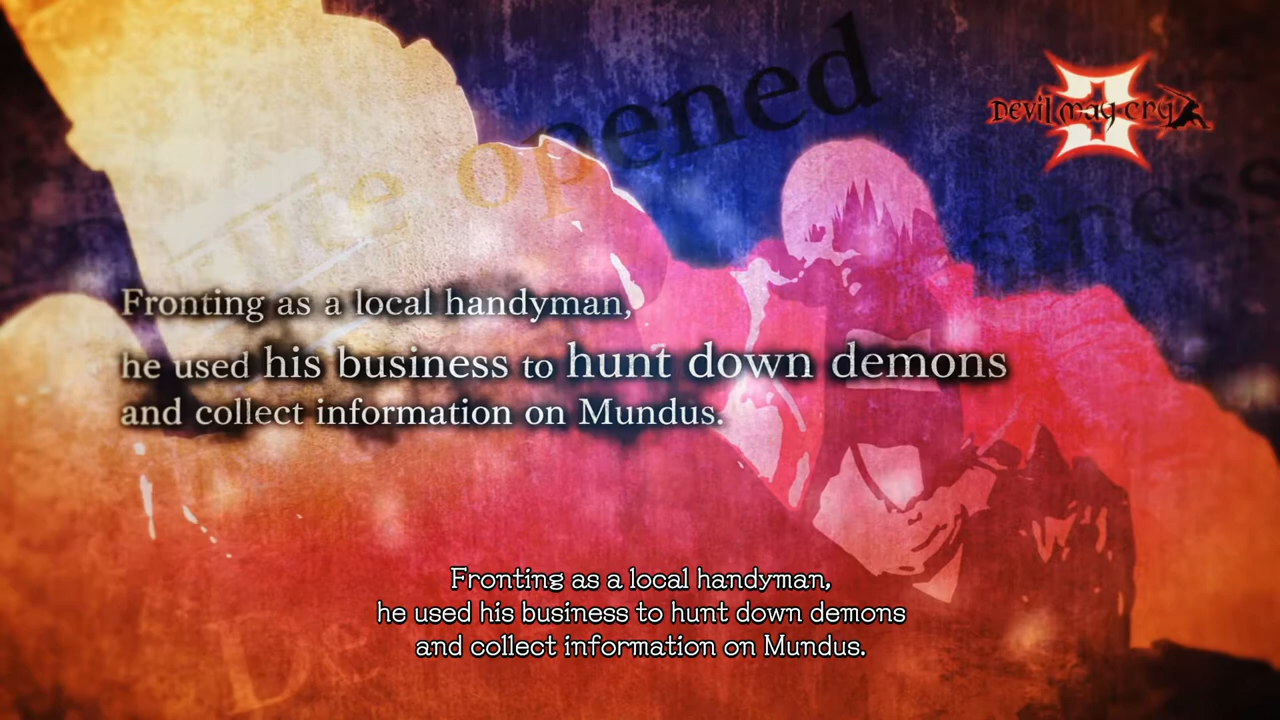 opened
Devil may cry
3
Fronting as a local handyman,
he used his business to hunt down demons
and collect information on Mundus.
Fronting as a local handyman,
he used his business to hunt down demons
and collect information on Mundus.